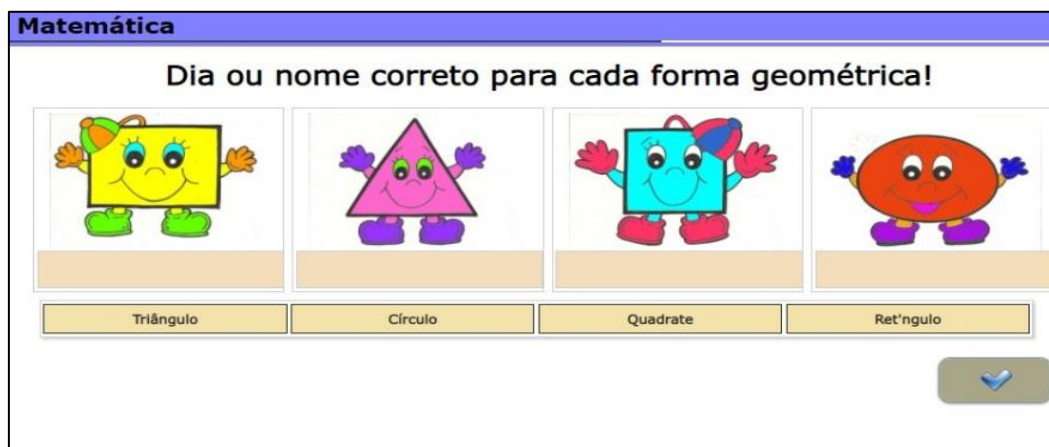 Matemática
Dia ou nome correto para cada forma geométrica!
Triângulo Círculo Quadrate Ret'ngulo